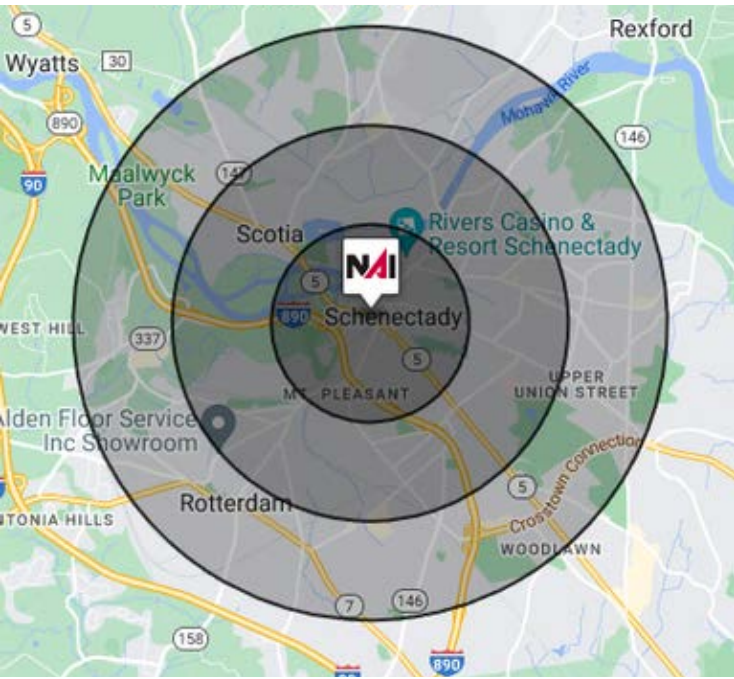 5
Rexford
Wyatts
30
Mohawk River
890
146
90
147
Maalwyck
Park
Rivers Casino &
Resort Schenectady
Scotia
NAI
5
890
Schenectady
WEST HILL
337
5
MT. PLEASANT
UPPER
UNION STREET
Alden Floor Service
Inc Showroom
Crosstown Connection
5
Rotterdam
NTONIA HILLS
WOODLAWN
7
146
158
890